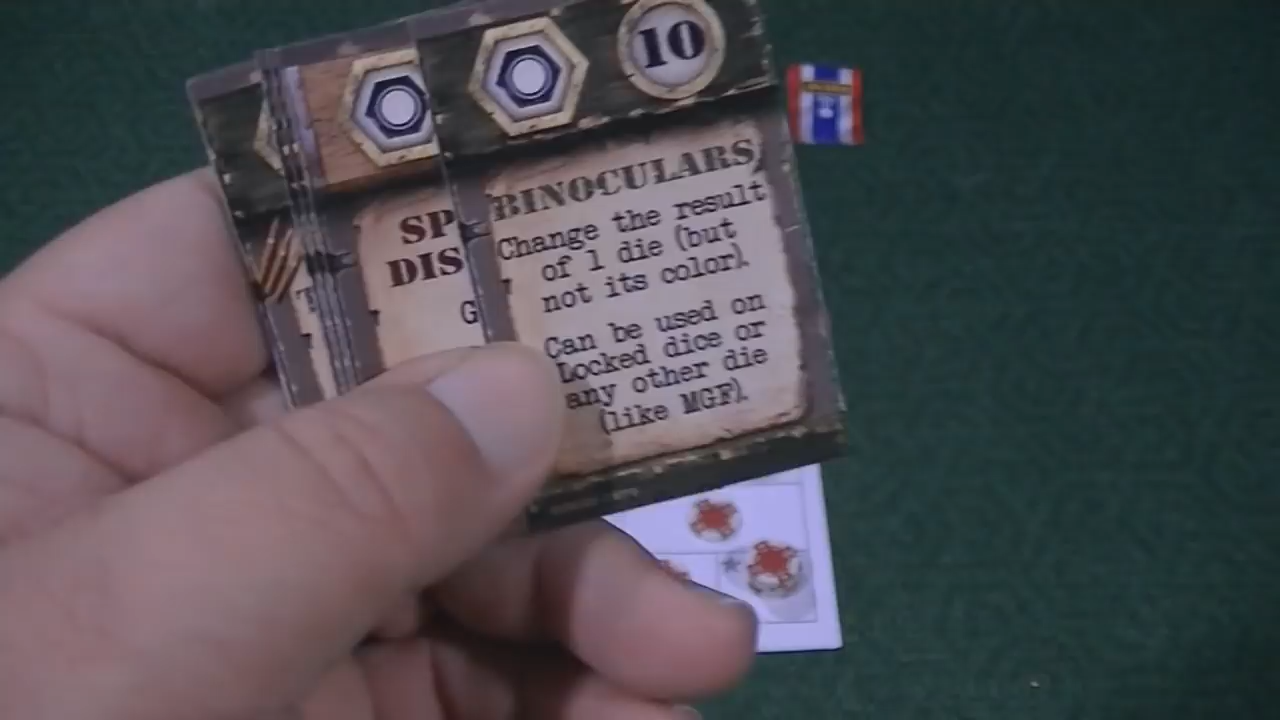 10
BINOCULARS
Change the result
of 1 die (but
not its color).
Can be used on
Locked dice or
any other die
(like MGF).
SP
DIS
G
T